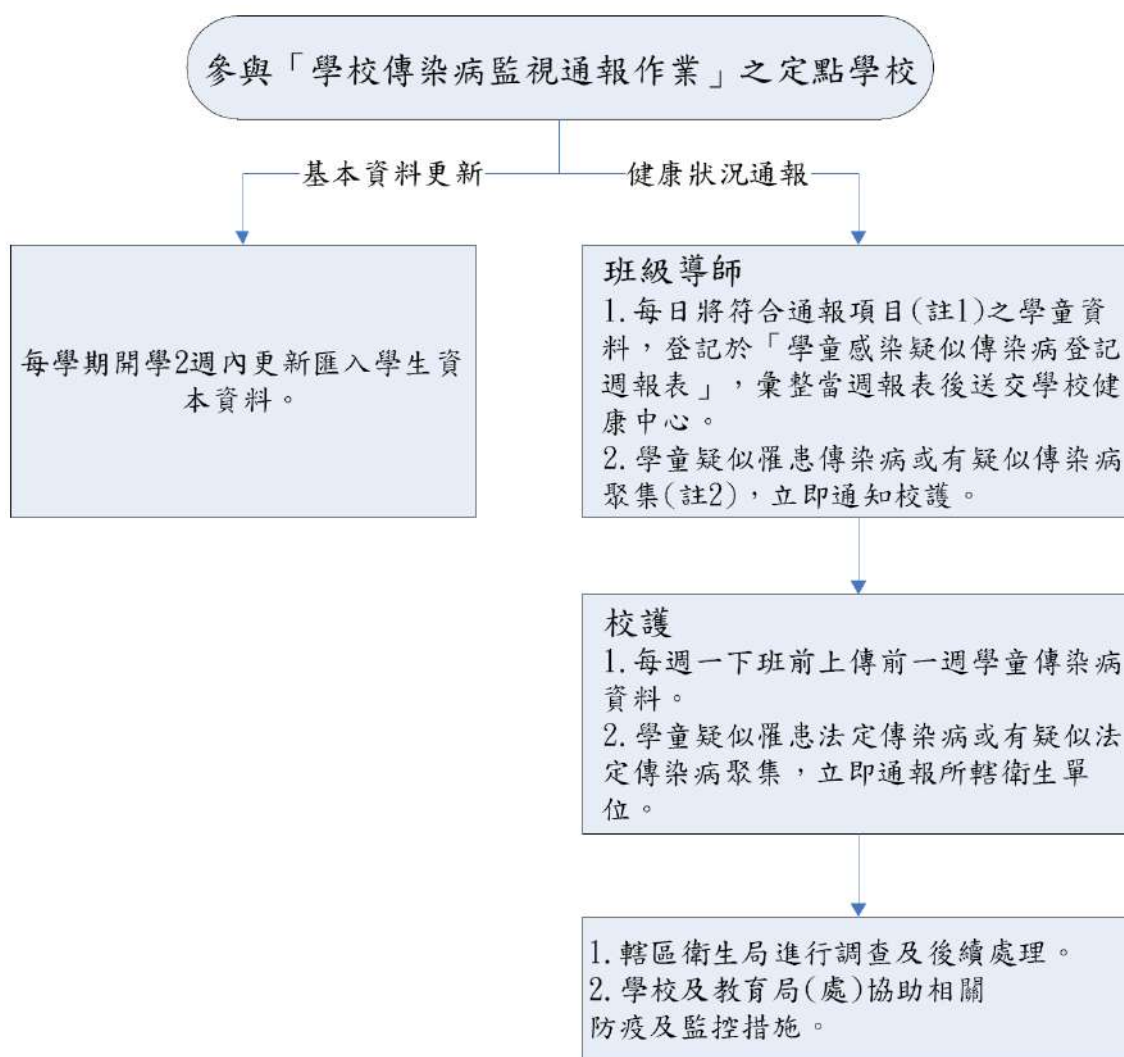 參與「學校傳染病監視通報作業」之定點學校
基本資料更新
健康狀況通報
每學期開學2週內更新匯入學生資
本資料。
班級導師
1.每日將符合通報項目(註1)之學童資
料，登記於「學童感染疑似傳染病登記
週報表」，彙整當週報表後送交學校健
康中心。
2.學童疑似罹患傳染病或有疑似傳染病
聚集(註2)，立即通知校護。
校護
1.每週一下班前上傳前一週學童傳染病
資料。
2.學童疑似罹患法定傳染病或有疑似法
定傳染病聚集，立即通報所轄衛生單
位。
1.轄區衛生局進行調查及後續處理。
2.學校及教育局(處)協助相關
防疫及監控措施。